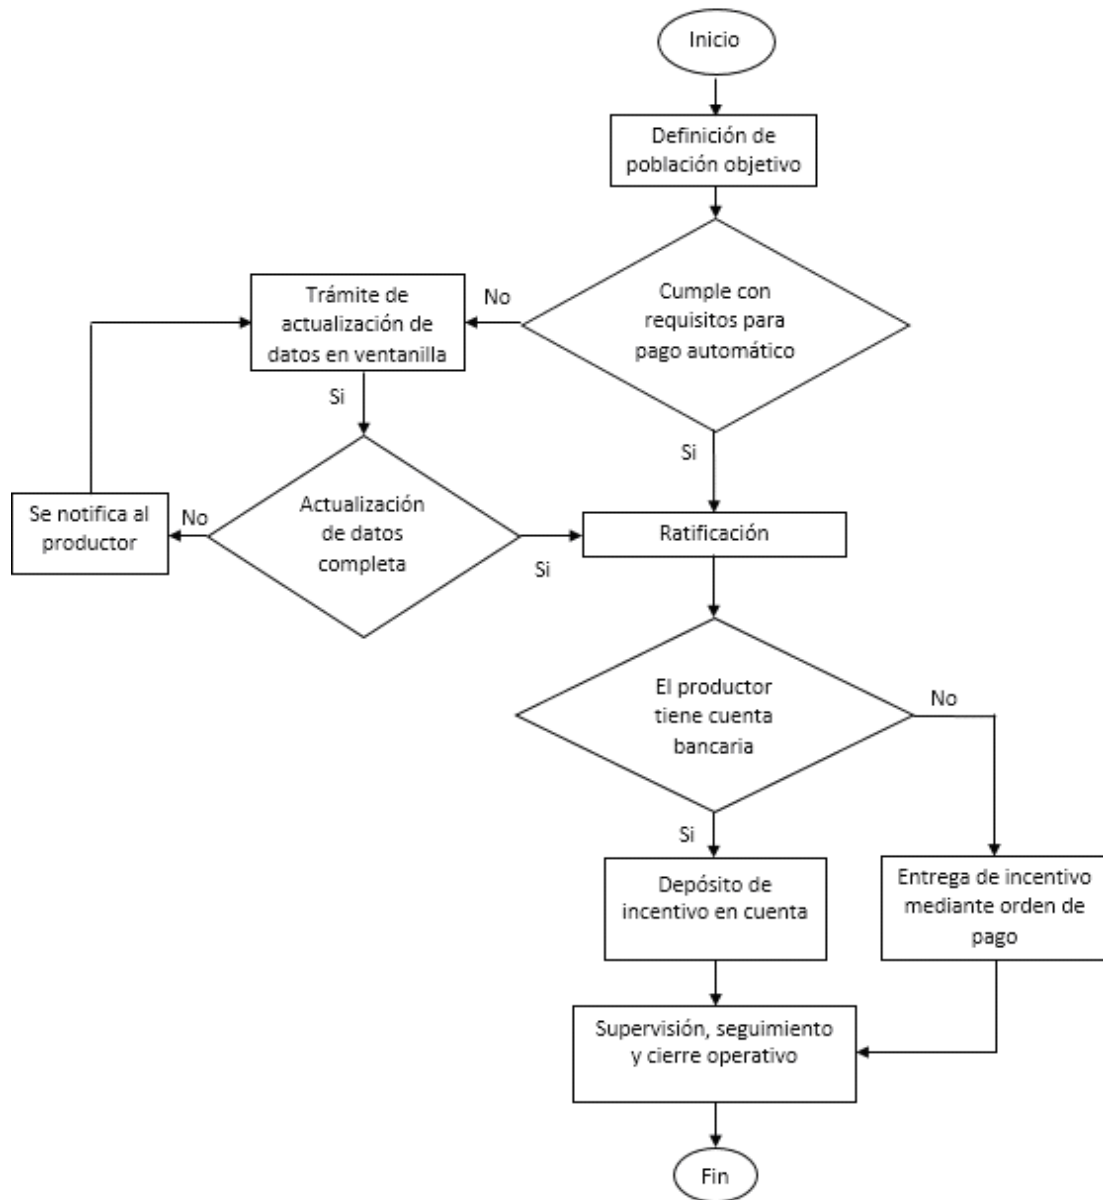 Inicio
Definición de
población objetivo
Cumple con
requisitos para
pago automático
No
Trámite de
actualización de
datos en ventanilla
Si
Si
Actualización
de datos
completa
No
Se notifica al
productor
Si
Ratificación
El productor
tiene cuenta
bancaria
No
Si
Depósito de
incentivo en cuenta
Entrega de incentivo
mediante orden de
pago
Supervisión, seguimiento
y cierre operativo
Fin